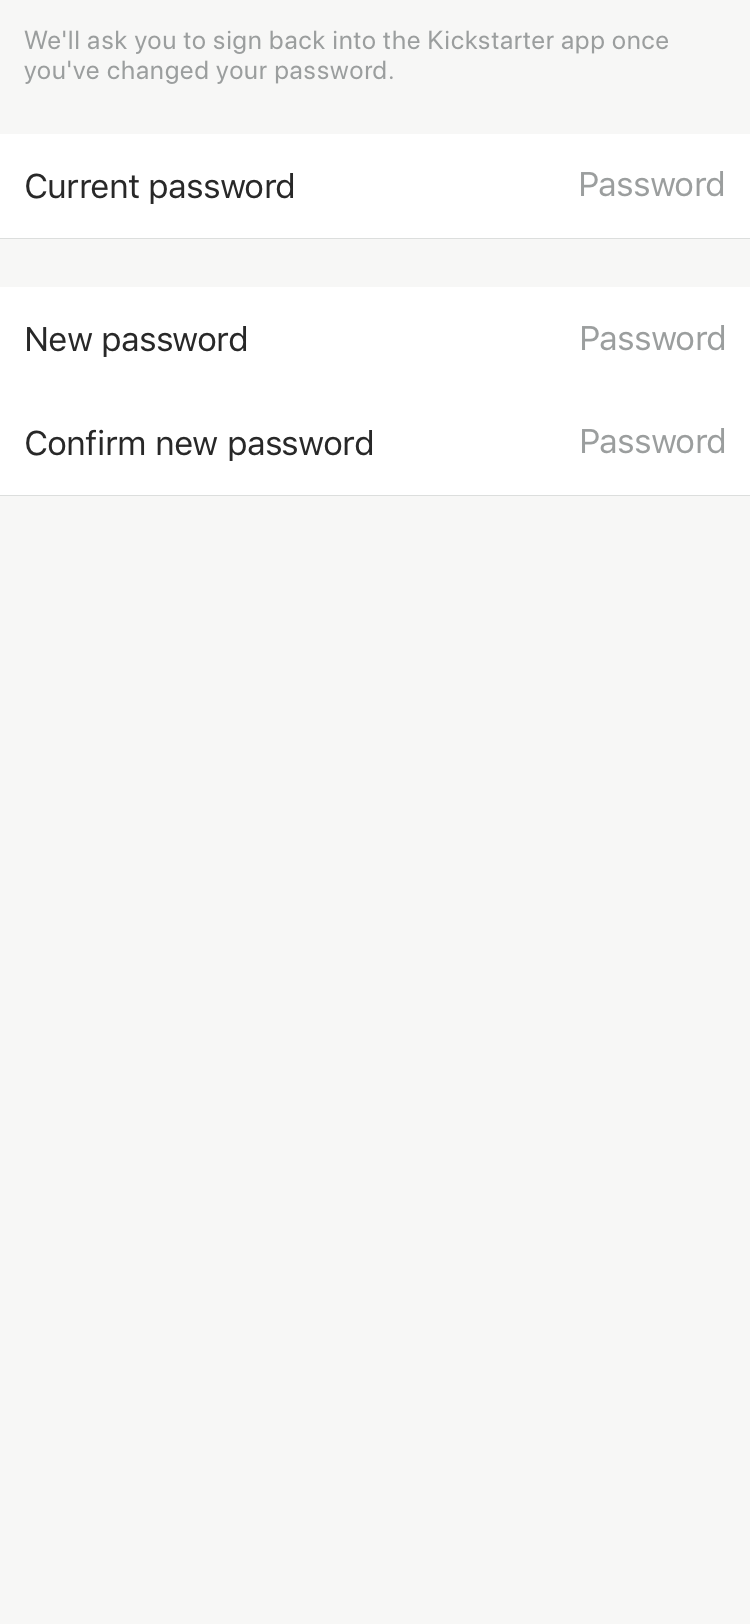 We'll ask you to sign back into the Kickstarter app once
you've changed your password.
Current password Password
New password Password
Confirm new password Password